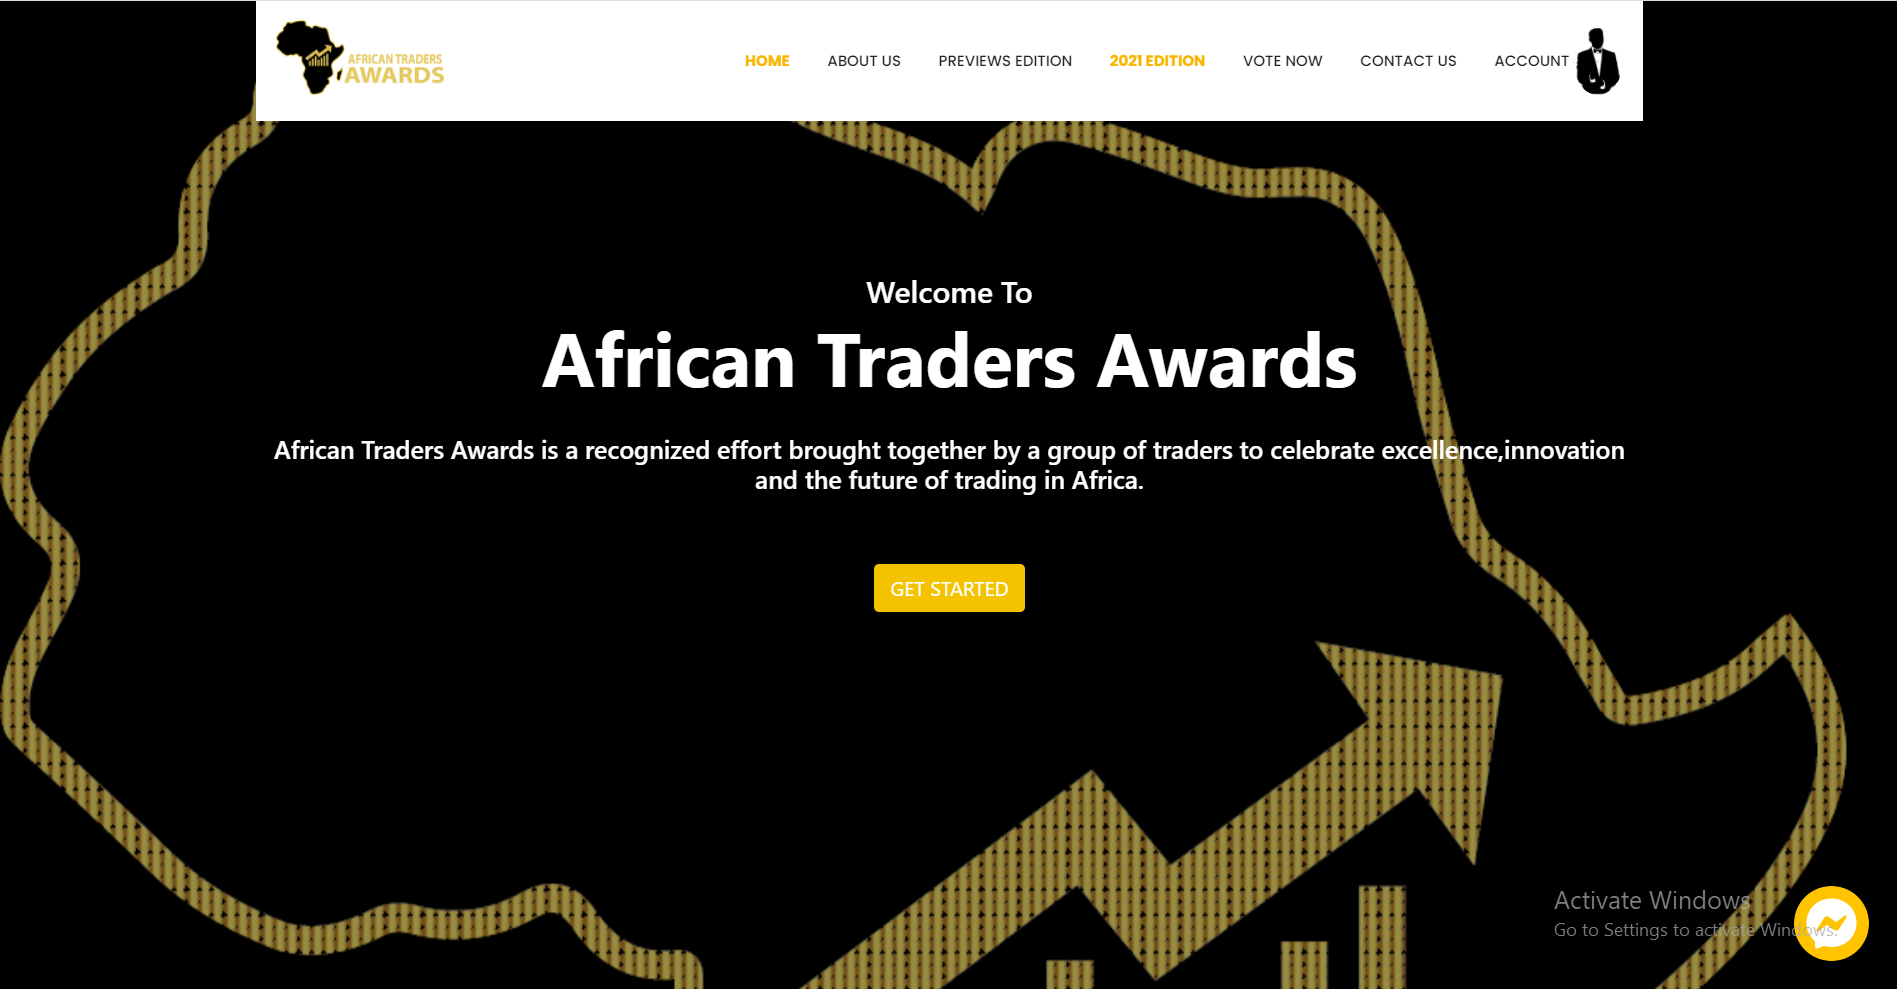 AFRICAN TRADERS
AWARDS
HOME
ABOUT US
PREVIEWS EDITION
2021 EDITION
VOTE NOW
CONTACT US
ACCOUNT
Welcome To
African Traders Awards
African Traders Awards is a recognized effort brought together by a group of traders to celebrate excellence,innovation
and the future of trading in Africa.
GET STARTED
Activate Windows
Go to Settings to activate Windows.